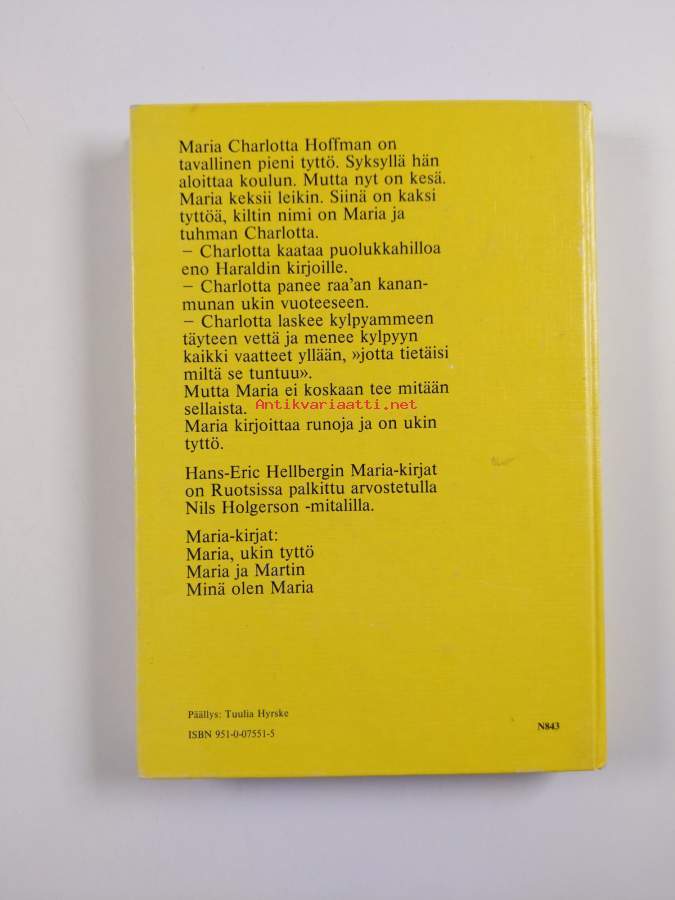 Maria Charlotta Hoffman on
tavallinen pieni tyttö. Syksyllä hän
aloittaa koulun. Mutta nyt on kesä.
Maria keksii leikin. Siinä on kaksi
tyttöä, kiltin nimi on Maria ja
tuhman Charlotta.
– Charlotta kaataa puolukkahilloa
eno Haraldin kirjoille.
– Charlotta panee raa'an kanan-
munan ukin vuoteeseen.
– Charlotta laskee kylpyammeen
täyteen vettä ja menee kylpyyn
kaikki vaatteet yllään, »jotta tietäisi
miltä se tuntuu».
Mutta Maria ei koskaan tee mitään
sellaista.
Antikvariaatti.net
Maria kirjoittaa runoja ja on ukin
tyttö.
Hans-Eric Hellbergin Maria-kirjat
on Ruotsissa palkittu arvostetulla
Nils Holgerson -mitalilla.
Maria-kirjat:
Maria, ukin tyttö
Maria ja Martin
Minä olen Maria
Päällys: Tuulia Hyrske
ISBN 951-0-07551-5
N843